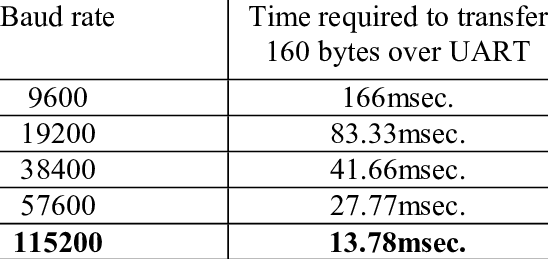 Baud rate Time required to transfer
160 bytes over UART
9600 166msec.
19200 83.33msec.
38400 41.66msec.
57600 27.77msec.
115200 13.78msec.